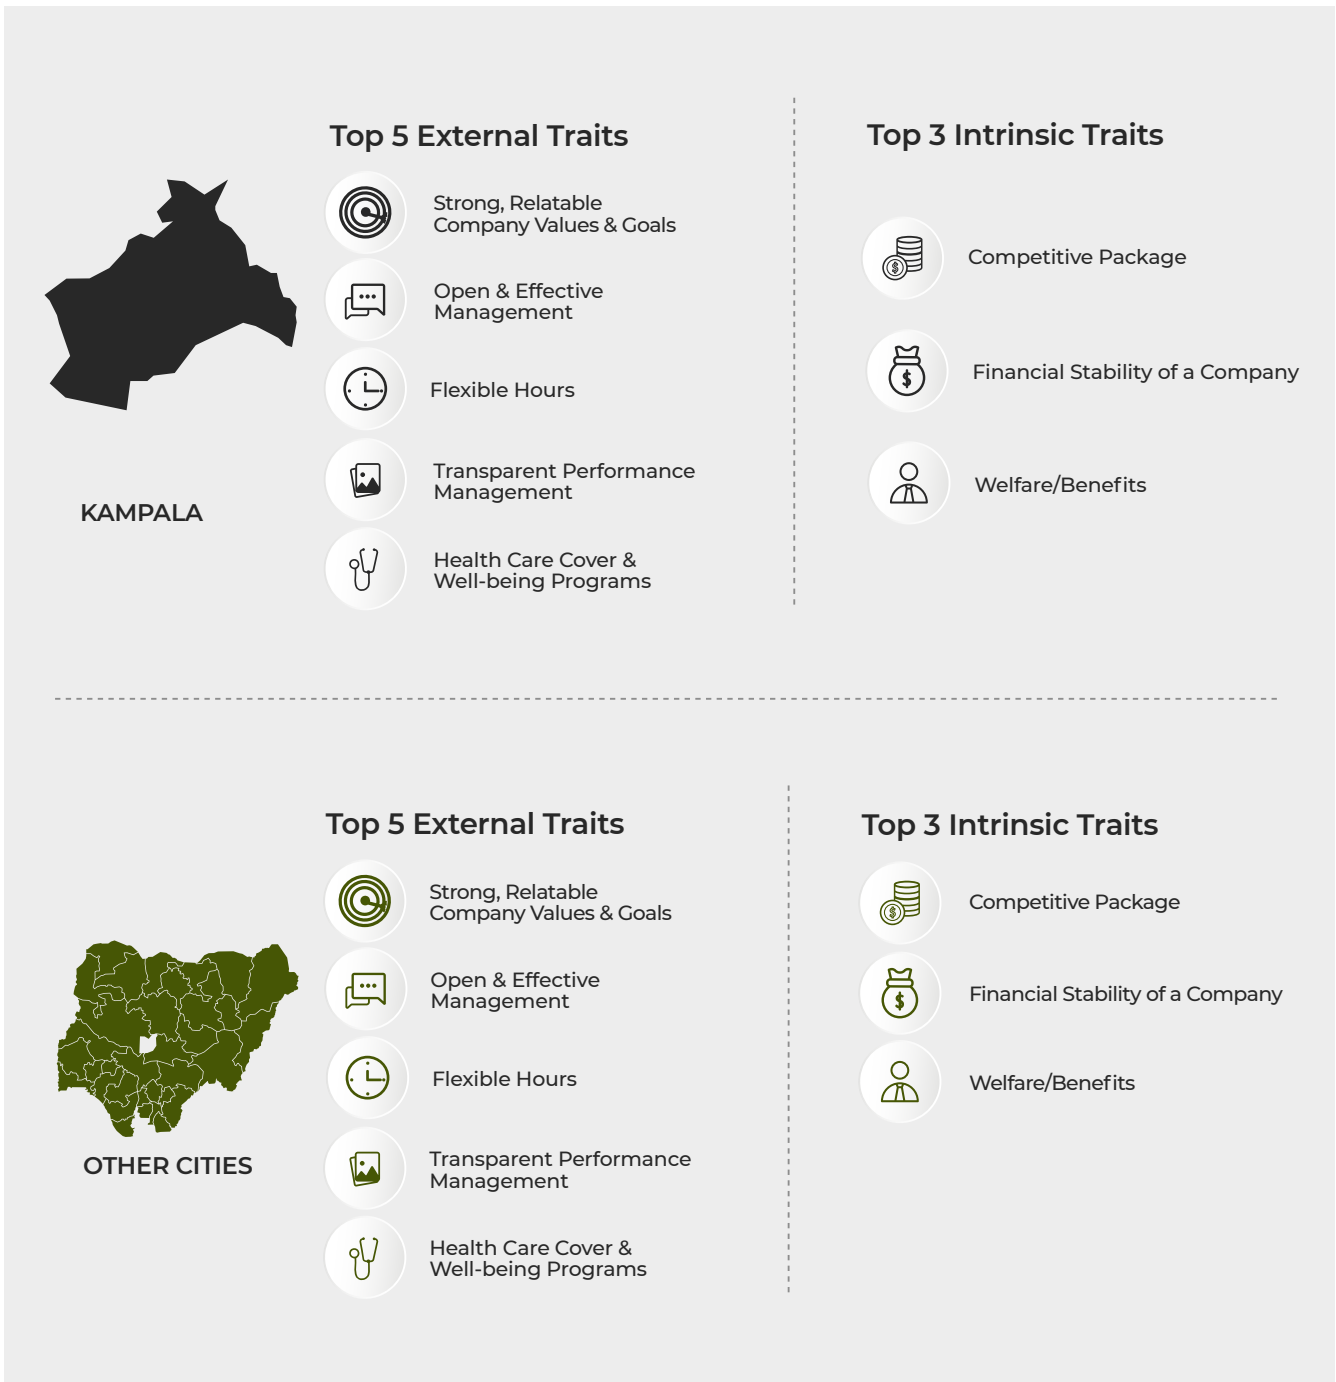 Top 5 External Traits
Strong, Relatable
Company Values & Goals
Open & Effective
Management
Flexible Hours
Transparent Performance
Management
Health Care Cover &
Well-being Programs
KAMPALA
Top 3 Intrinsic Traits
Competitive Package
Financial Stability of a Company
Welfare/Benefits
Top 5 External Traits
Strong, Relatable
Company Values & Goals
Open & Effective
Management
Flexible Hours
Transparent Performance
Management
Health Care Cover &
Well-being Programs
OTHER CITIES
Top 3 Intrinsic Traits
Competitive Package
Financial Stability of a Company
Welfare/Benefits